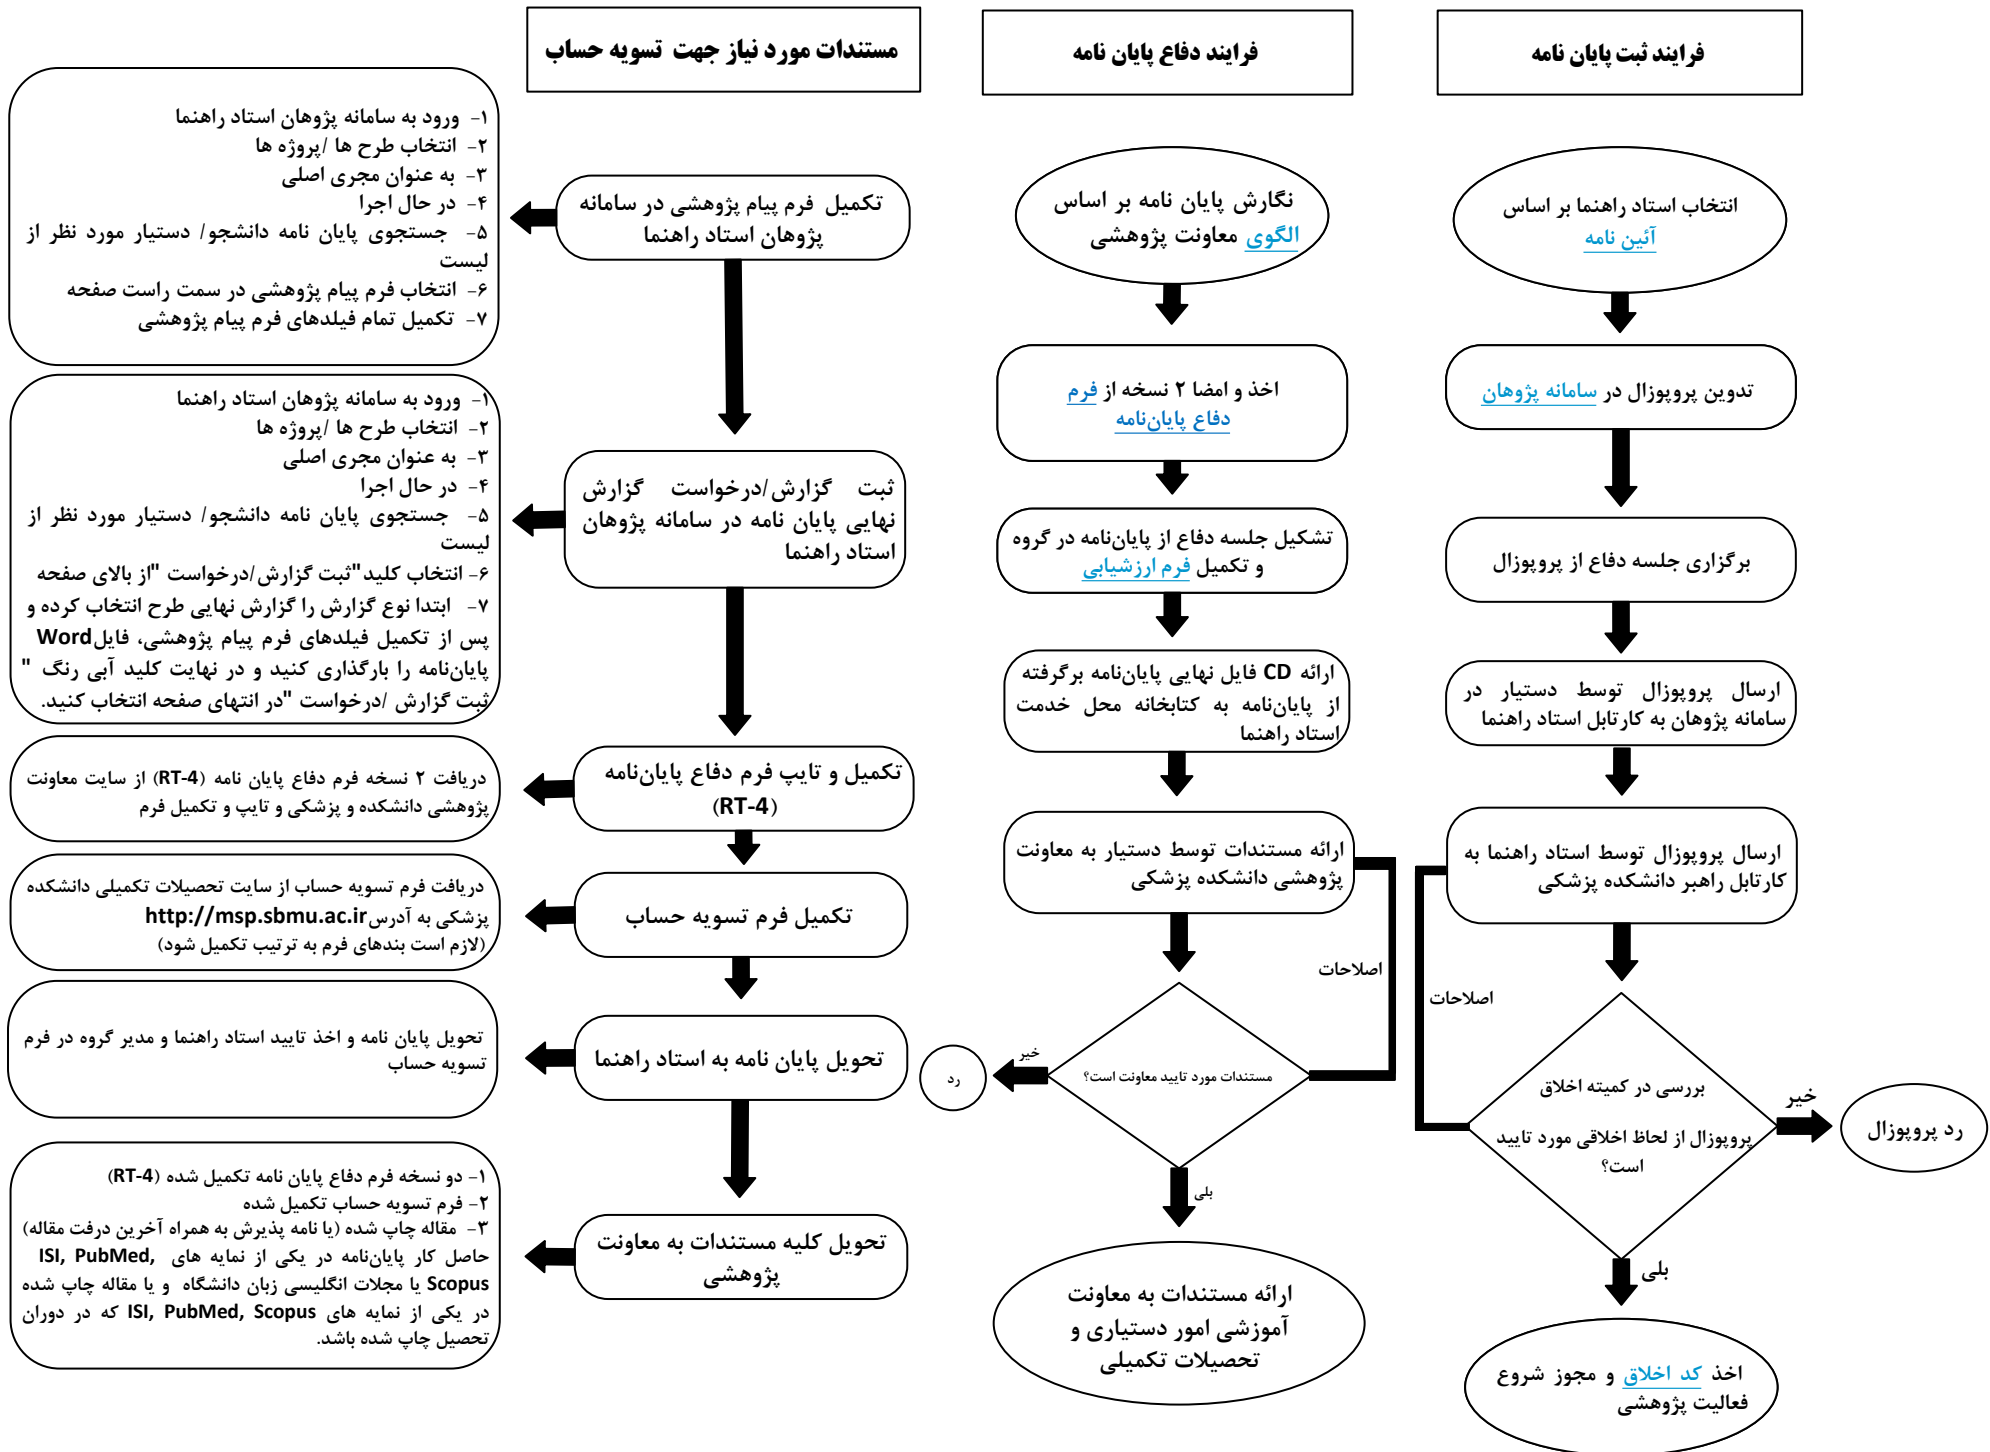 فرایند ثبت پایان نامه
انتخاب استاد راهنما بر اساس
آئین نامه
تدوین پروپوزال در سامانه پژوهان
برگزاری جلسه دفاع از پروپوزال
ارسال پروپوزال توسط دستیار در
سامانه پژوهان به کارتابل استاد راهنما
ارسال پروپوزال توسط استاد راهنما به
کارتابل راهبر دانشکده پزشکی
اصلاحات
بررسی در کمیته اخلاق
پروپوزال از لحاظ اخلاقی مورد تایید
است؟
خیر
رد پروپوزال
بلی
اخذ کد اخلاق و مجوز شروع
فعالیت پژوهشی
فرایند دفاع پایان نامه
نگارش پایان نامه بر اساس
الگوی معاونت پژوهشی
اخذ و امضا ۲ نسخه از فرم
دفاع پایان‌نامه
تشکیل جلسه دفاع از پایان‌نامه در گروه
و تکمیل فرم ارزشیابی
ارائه CD فایل نهایی پایان‌نامه برگرفته
از پایان‌نامه به کتابخانه محل خدمت
استاد راهنما
ارائه مستندات توسط دستیار به معاونت
پژوهشی دانشکده پزشکی
اصلاحات
مستندات مورد تایید معاونت است؟
خیر
رد
بلی
ارائه مستندات به معاونت
آموزشی امور دستیاری و
تحصیلات تکمیلی
مستندات مورد نیاز جهت تسویه حساب
تکمیل فرم پیام پژوهشی در سامانه
پژوهان استاد راهنما
۱- ورود به سامانه پژوهان استاد راهنما
۲- انتخاب طرح ها /پروژه ها
۳- به عنوان مجری اصلی
۴- در حال اجرا
۵- جستجوی پایان نامه دانشجو/ دستیار مورد نظر از
لیست
۶- انتخاب فرم پیام پژوهشی در سمت راست صفحه
۷- تکمیل تمام فیلدهای فرم پیام پژوهشی
ثبت گزارش/درخواست گزارش
نهایی پایان نامه در سامانه پژوهان
استاد راهنما
۱- ورود به سامانه پژوهان استاد راهنما
۲- انتخاب طرح ها /پروژه ها
۳- به عنوان مجری اصلی
۴- در حال اجرا
۵- جستجوی پایان نامه دانشجو/ دستیار مورد نظر از
لیست
۶- انتخاب کلید"ثبت گزارش/درخواست "از بالای صفحه
۷- ابتدا نوع گزارش را گزارش نهایی طرح انتخاب کرده و
پس از تکمیل فیلدهای فرم پیام پژوهشی، فایل Word
پایان‌نامه را بارگذاری کنید و در نهایت کلید آبی رنگ "
ثبت گزارش /درخواست "در انتهای صفحه انتخاب کنید.
تکمیل و تایپ فرم دفاع پایان‌نامه
(RT-4)
دریافت ۲ نسخه فرم دفاع پایان نامه (RT-4) از سایت معاونت
پژوهشی دانشکده و پزشکی و تایپ و تکمیل فرم
تکمیل فرم تسویه حساب
دریافت فرم تسویه حساب از سایت تحصیلات تکمیلی دانشکده
پزشکی به آدرس http://msp.sbmu.ac.ir
(لازم است بندهای فرم به ترتیب تکمیل شود)
تحویل پایان نامه به استاد راهنما
تحویل پایان نامه و اخذ تایید استاد راهنما و مدیر گروه در فرم
تسویه حساب
تحویل کلیه مستندات به معاونت
پژوهشی
۱- دو نسخه فرم دفاع پایان نامه تکمیل شده (RT-4)
۲- فرم تسویه حساب تکمیل شده
۳- مقاله چاپ شده (یا نامه پذیرش به همراه آخرین درفت مقاله)
حاصل کار پایان‌نامه در یکی از نمایه های ISI, PubMed,
Scopus یا مجلات انگلیسی زبان دانشگاه و یا مقاله چاپ شده
در یکی از نمایه های ISI, PubMed, Scopus که در دوران
تحصیل چاپ شده باشد.